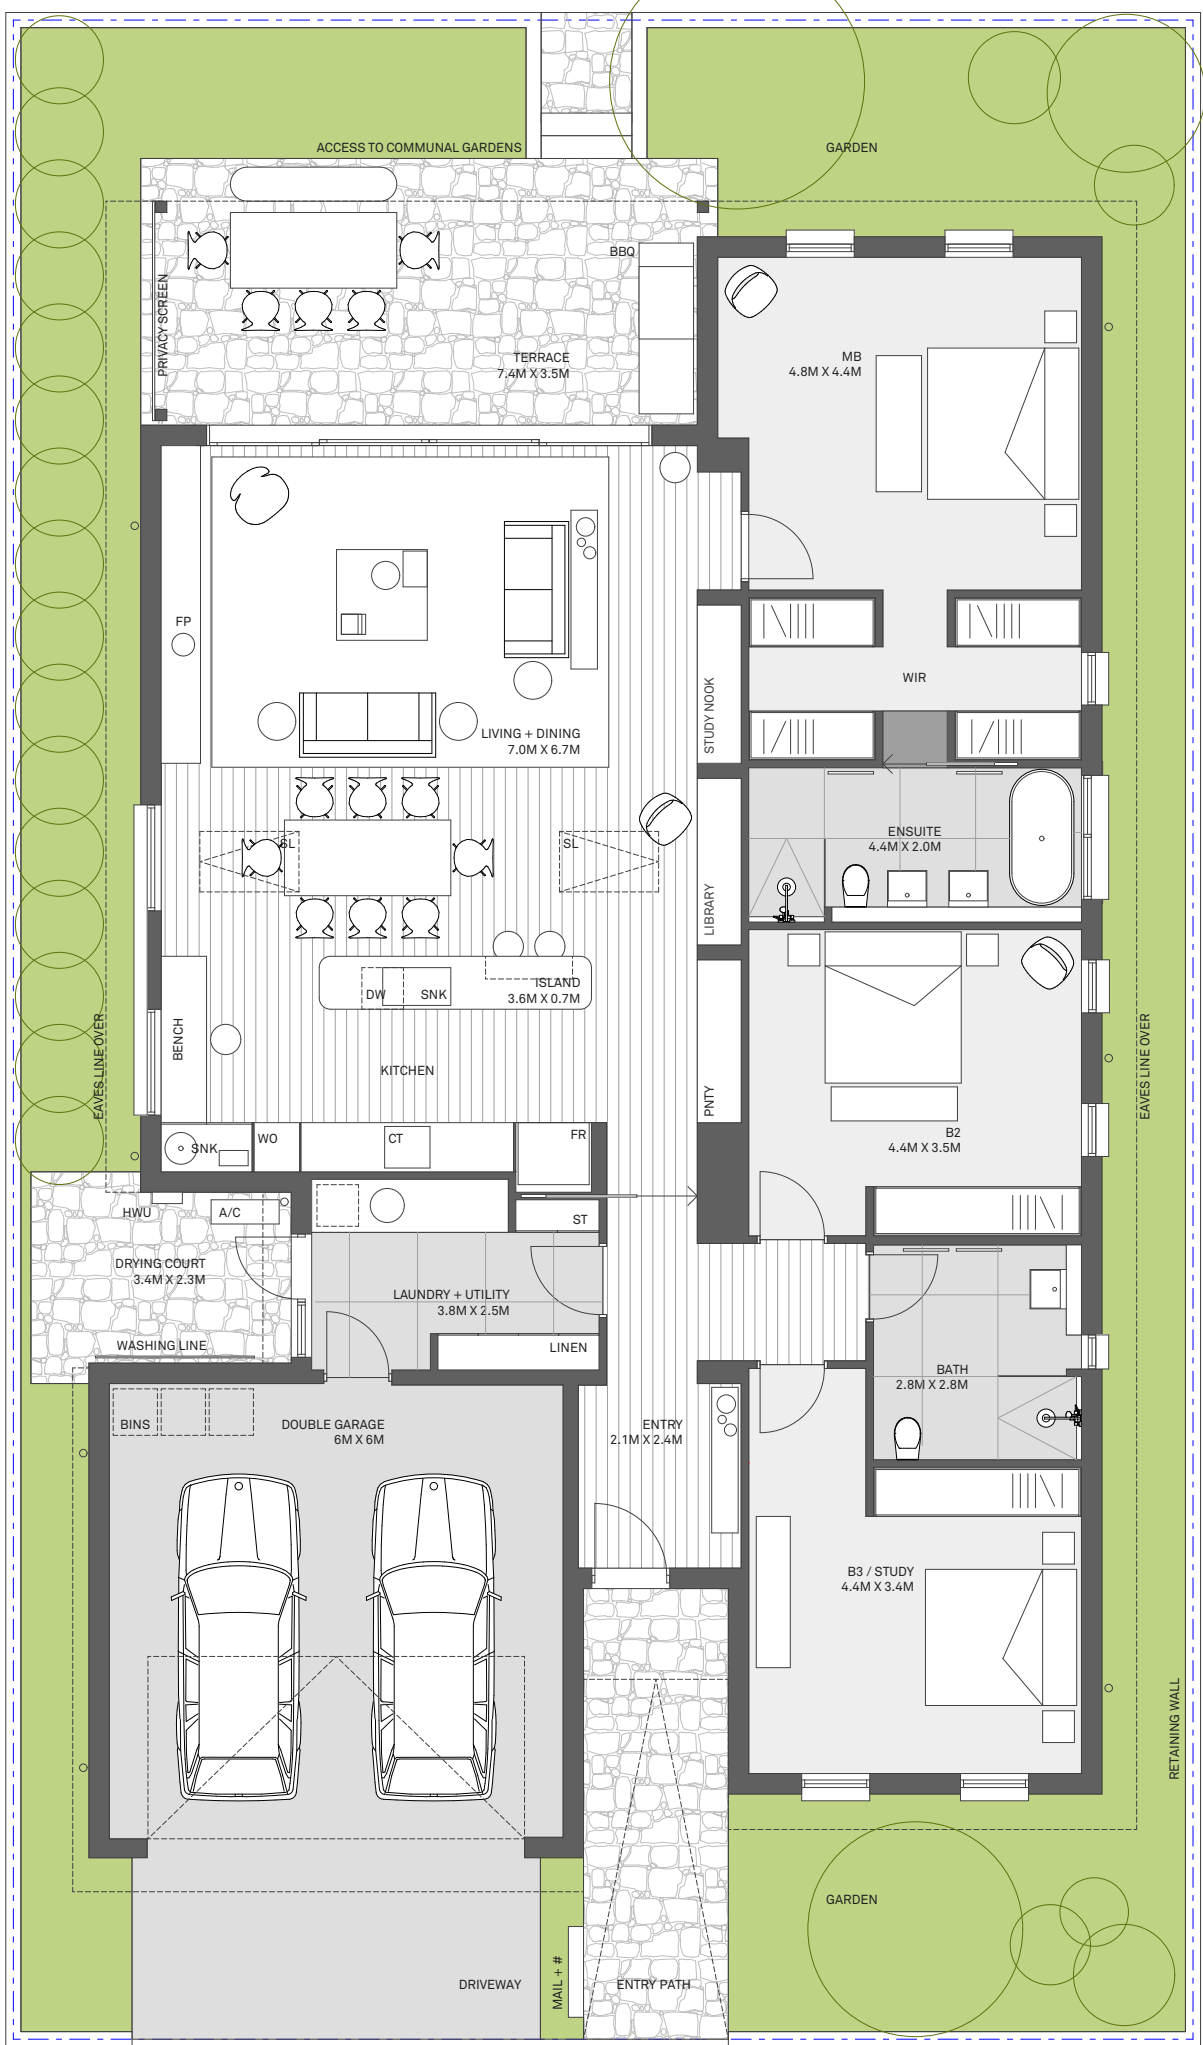 ACCESS TO COMMUNAL GARDENS
GARDEN
BBQ
PRIVACY SCREEN
TERRACE
7.4M X 3.5M
MB
4.8M X 4.4M
FP
STUDY NOOK
WIR
LIVING + DINING
7.0M X 6.7M
SL
SL
ENSUITE
4.4M X 2.0M
LIBRARY
ISLAND
3.6M X 0.7M
DW
SNK
BENCH
EAVES LINE OVER
EAVES LINE OVER
KITCHEN
PNTY
B2
4.4M X 3.5M
SNK
WO
CT
FR
HWU
A/C
ST
DRYING COURT
3.4M X 2.3M
LAUNDRY + UTILITY
3.8M X 2.5M
WASHING LINE
LINEN
BATH
2.8M X 2.8M
BINS
DOUBLE GARAGE
6M X 6M
ENTRY
2.1M X 2.4M
B3 / STUDY
4.4M X 3.4M
RETAINING WALL
GARDEN
DRIVEWAY
MAIL + #
ENTRY PATH